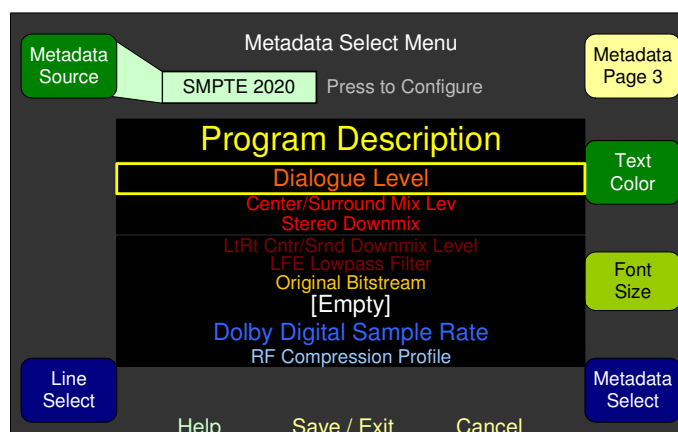 Metadata Select Menu
Metadata
Source
SMPTE 2020
Press to Configure
Metadata
Page 3
Program Description
Dialogue Level
Center/Surround Mix Lev
Stereo Downmix
LtRt Cntr/Srnd Downmix Level
LFE Lowpass Filter
Original Bitstream
[Empty]
Dolby Digital Sample Rate
RF Compression Profile
Text
Color
Font
Size
Line
Select
Metadata
Select
Help
Save / Exit
Cancel